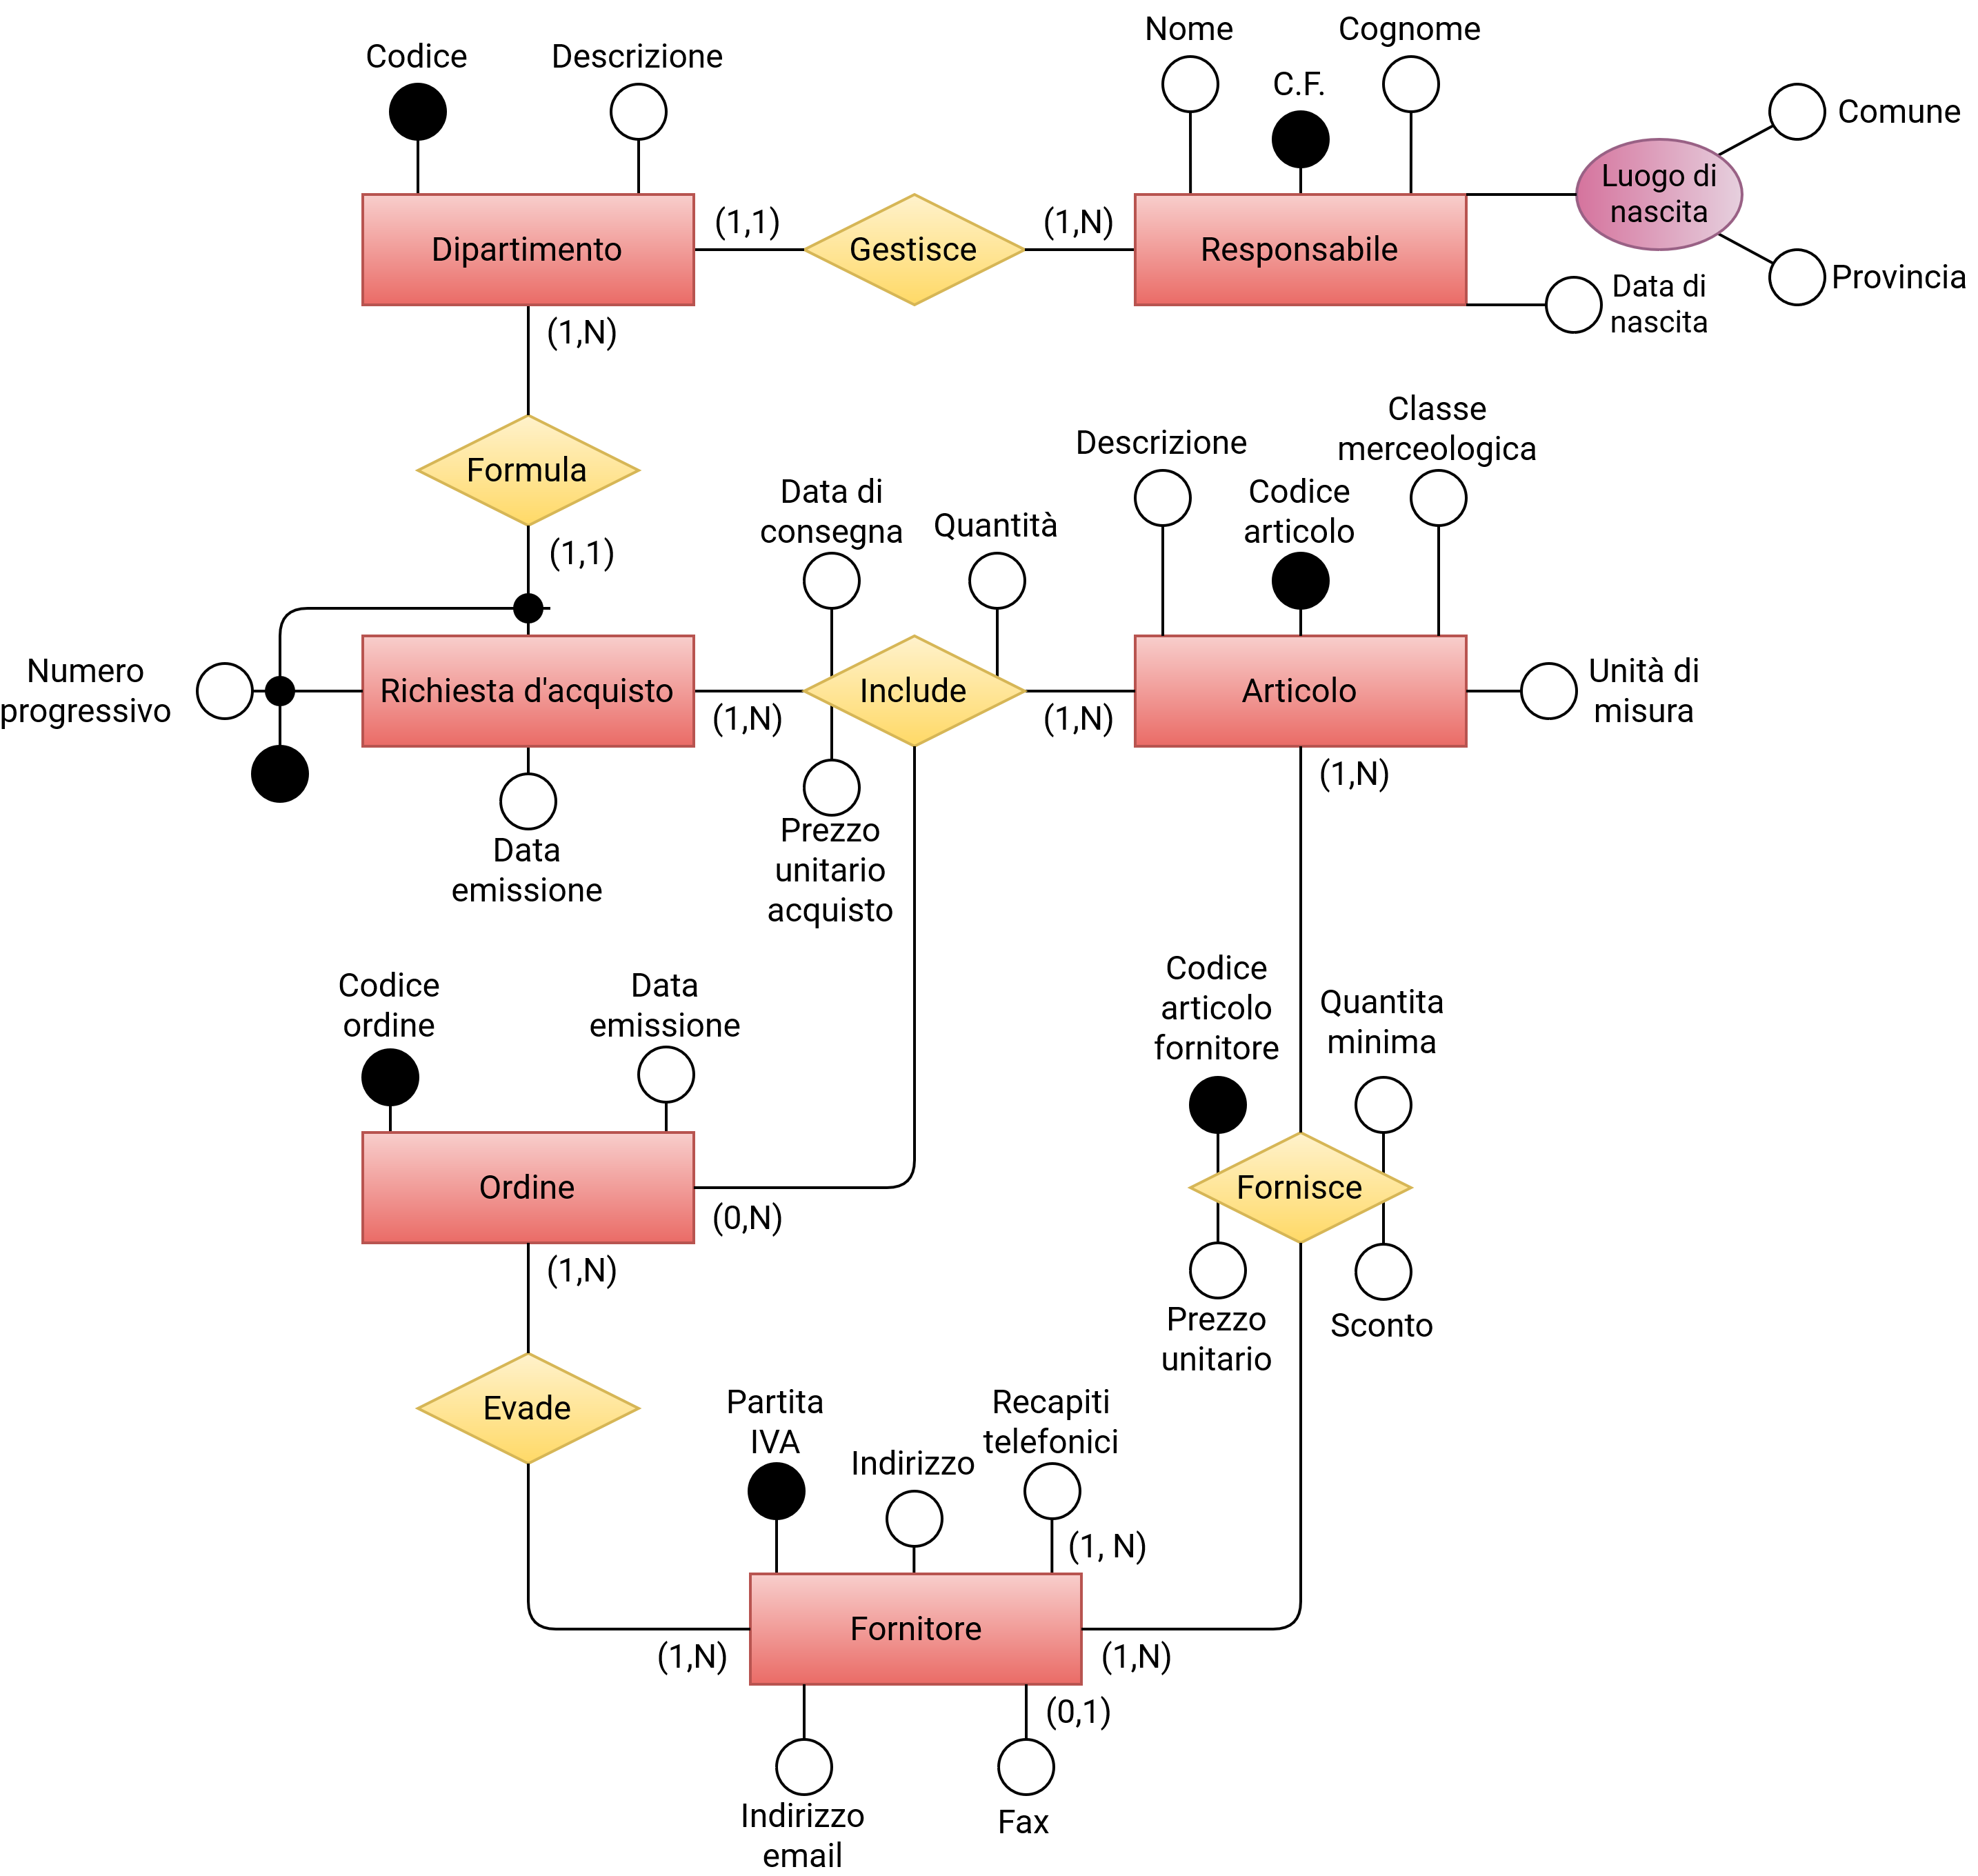 Nome
Cognome
Codice
Descrizione
C.F.
Comune
Luogo di
nascita
Dipartimento
(1,1)
Gestisce
(1,N)
Responsabile
Provincia
Data di
nascita
(1,N)
Formula
(1,1)
Descrizione
Classe
merceologica
Data di
consegna
Quantità
Codice
articolo
Numero
progressivo
Richiesta d'acquisto
(1,N)
Include
(1,N)
Articolo
Unità di
misura
(1,N)
Data
emissione
Prezzo
unitario
acquisto
Codice
ordine
Data
emissione
Codice
articolo
fornitore
Quantita
minima
Ordine
(0,N)
Fornisce
(1,N)
Prezzo
unitario
Sconto
Evade
Partita
IVA
Indirizzo
Recapiti
telefonici
(1, N)
Fornitore
(1,N)
(1,N)
(0,1)
Indirizzo
email
Fax